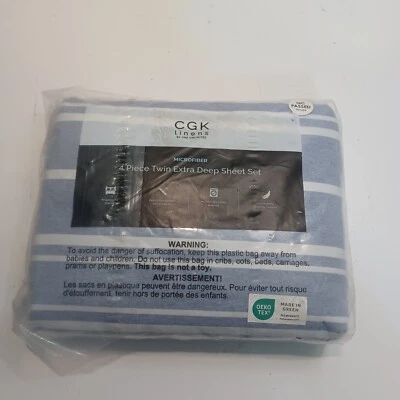 CGK
linens
MICROFIBER
4 Piece Twin Extra Deep Sheet Set
PASSED
WARNING:
To avoid the danger of suffocation, keep this plastic bag away from
babies and children. Do not use this bag in cribs, cots, beds, carriages,
prams or playpens. This bag is not a toy.
AVERTISSEMENT!
Les sacs en plastique peuvent être dangereux. Pour éviter tout risque
d'étouffement, tenir hors de portée des enfants.
OEKO
TEX®
MADE IN
GREEN